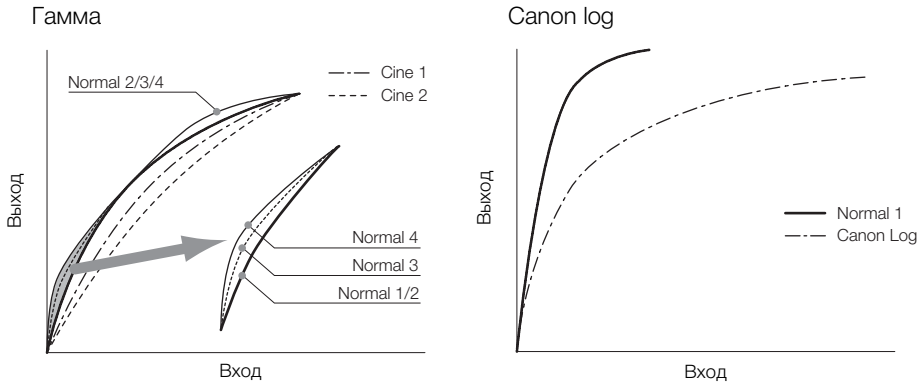 Гамма
Normal 2/3/4
Cine 1
Cine 2
Normal 4
Normal 3
Normal 1/2
Выход
Вход
Canon log
Normal 1
Canon Log
Выход
Вход